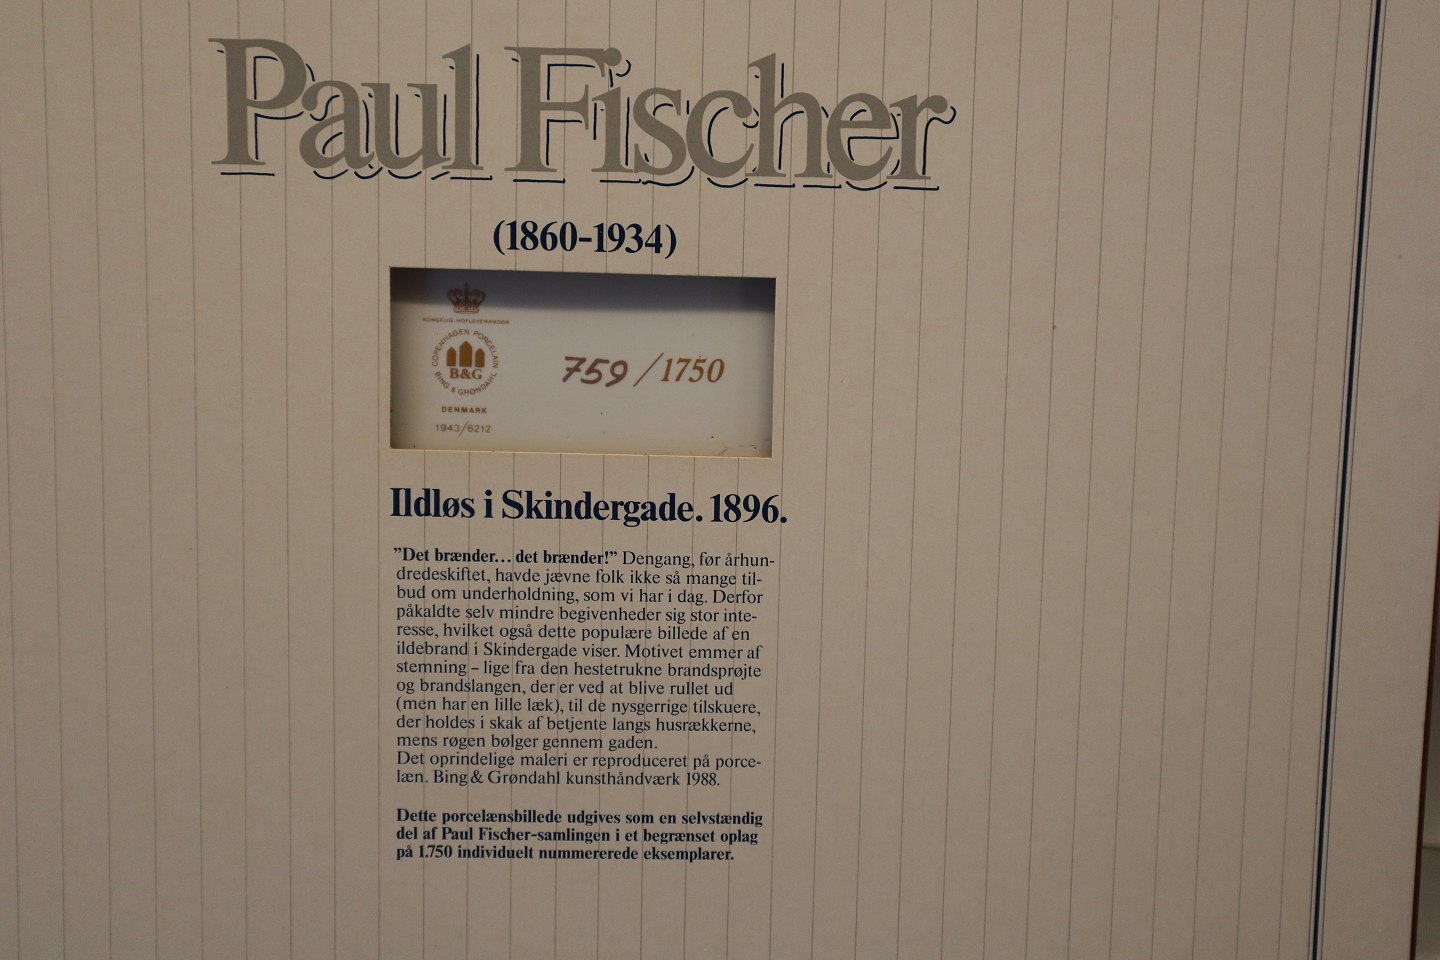 Paul Fischer
(1860-1934)
KONGELIG HOFLEVERANDØR
COPENHAGEN PORCELAIN
B&G
BING & GRØNDAHL
DENMARK
1943/6212
759/1750
Ildløs i Skindergade. 1896.
”Det brænder... det brænder!” Dengang, før århun-
dredeskiftet, havde jævne folk ikke så mange til-
bud om underholdning, som vi har i dag. Derfor
påkaldte selv mindre begivenheder sig stor inte-
resse, hvilket også dette populære billede af en
ildebrand i Skindergade viser. Motivet emmer af
stemning – lige fra den hestetrukne brandsprøjte
og brandslangen, der er ved at blive rullet ud
(men har en lille læk), til de nysgerrige tilskuere,
der holdes i skak af betjente langs husrækkerne,
mens røgen bølger gennem gaden.
Det oprindelige maleri er reproduceret på porce-
læn. Bing & Grøndahl kunsthåndværk 1988.
Dette porcelænsbillede udgives som en selvstændig
del af Paul Fischer-samlingen i et begrænset oplag
på 1.750 individuelt nummererede eksemplarer.